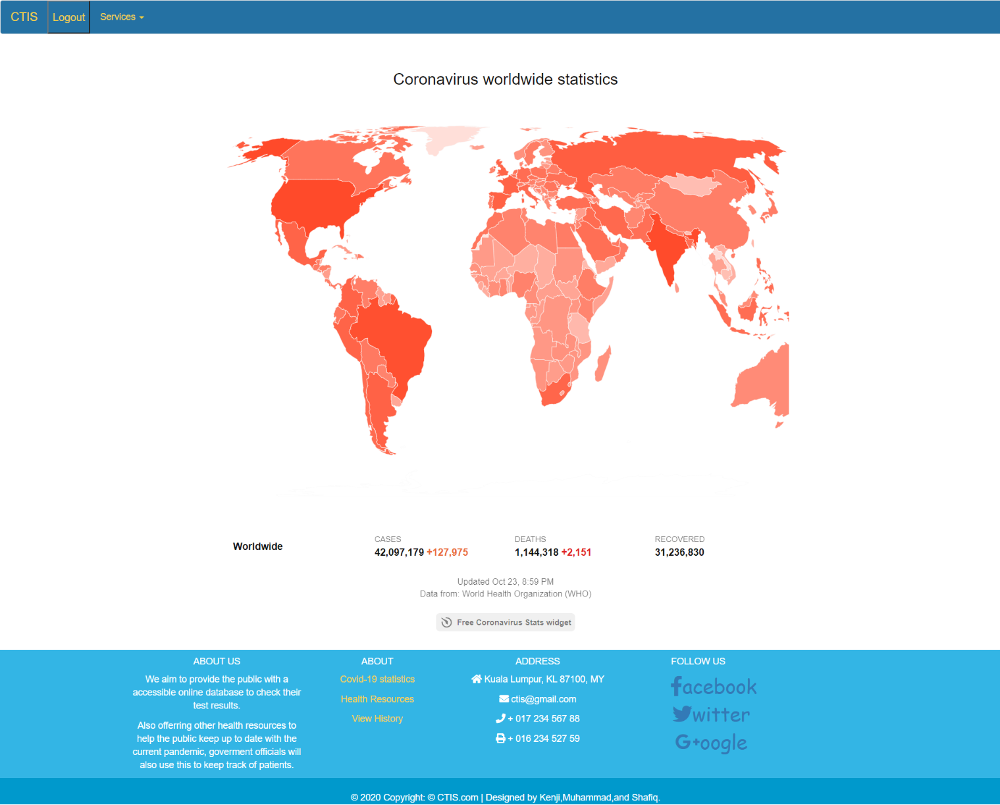 CTIS
Logout
Services
Coronavirus worldwide statistics
Worldwide
CASES
42,097,179 +127,975
DEATHS
1,144,318 +2,151
RECOVERED
31,236,830
Updated Oct 23, 8:59 PM
Data from: World Health Organization (WHO)
Free Coronavirus Stats widget
ABOUT US
We aim to provide the public with a
accessible online database to check their
test results.
Also offerring other health resources to
help the public keep up to date with the
current pandemic, goverment officials will
also use this to keep track of patients.
ABOUT
Covid-19 statistics
Health Resources
View History
ADDRESS
Kuala Lumpur, KL 87100, MY
ctis@gmail.com
+ 017 234 567 88
+ 016 234 527 59
FOLLOW US
facebook
witter
G+oogle
© 2020 Copyright: © CTIS.com | Designed by Kenji,Muhammad,and Shafiq.